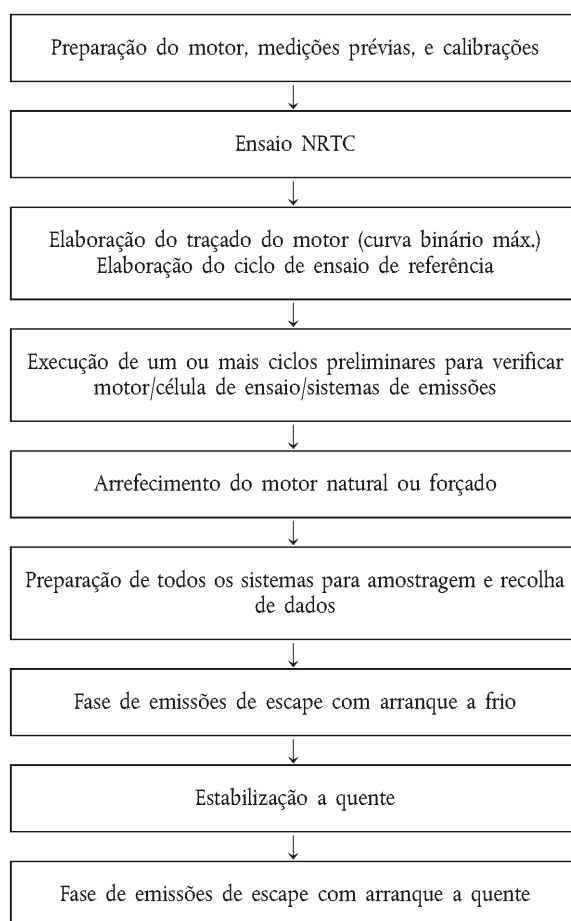 Preparação do motor, medições prévias, e calibrações
↓
Ensaio NRTC
↓
Elaboração do traçado do motor (curva binário máx.)
Elaboração do ciclo de ensaio de referência
↓
Execução de um ou mais ciclos preliminares para verificar
motor/célula de ensaio/sistemas de emissões
↓
Arrefecimento do motor natural ou forçado
↓
Preparação de todos os sistemas para amostragem e recolha
de dados
↓
Fase de emissões de escape com arranque a frio
↓
Estabilização a quente
↓
Fase de emissões de escape com arranque a quente